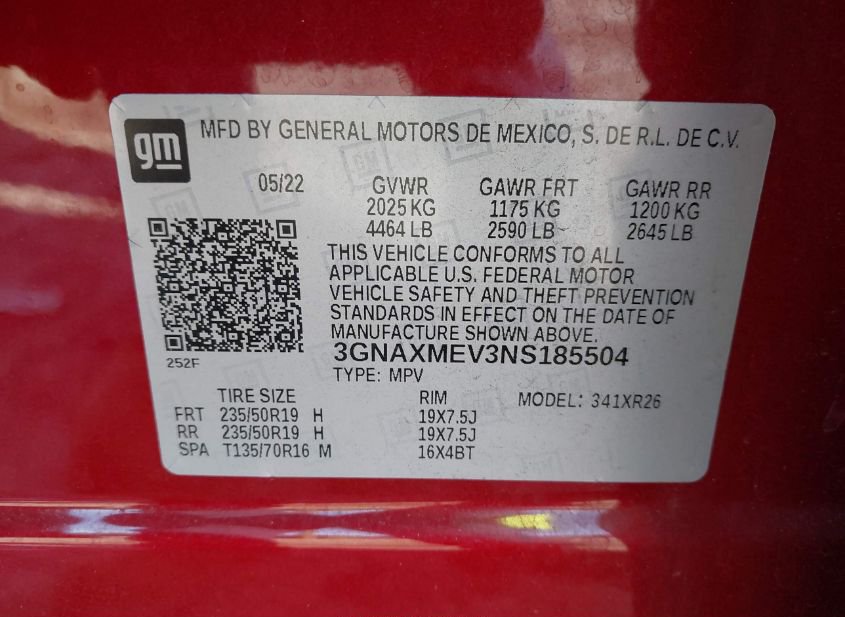 gm MFD BY GENERAL MOTORS DE MEXICO, S. DE R.L. DE C.V.
05/22 GVWR GAWR FRT GAWR RR
2025 KG 1175 KG 1200 KG
4464 LB 2590 LB 2645 LB
THIS VEHICLE CONFORMS TO ALL
APPLICABLE U.S. FEDERAL MOTOR
VEHICLE SAFETY AND THEFT PREVENTION
STANDARDS IN EFFECT ON THE DATE OF
MANUFACTURE SHOWN ABOVE.
3GNAXMEV3NS185504
252F
TYPE: MPV
TIRE SIZE RIM MODEL: 341XR26
FRT 235/50R19 H 19X7.5J
RR 235/50R19 H 19X7.5J
SPA T135/70R16 M 16X4BT